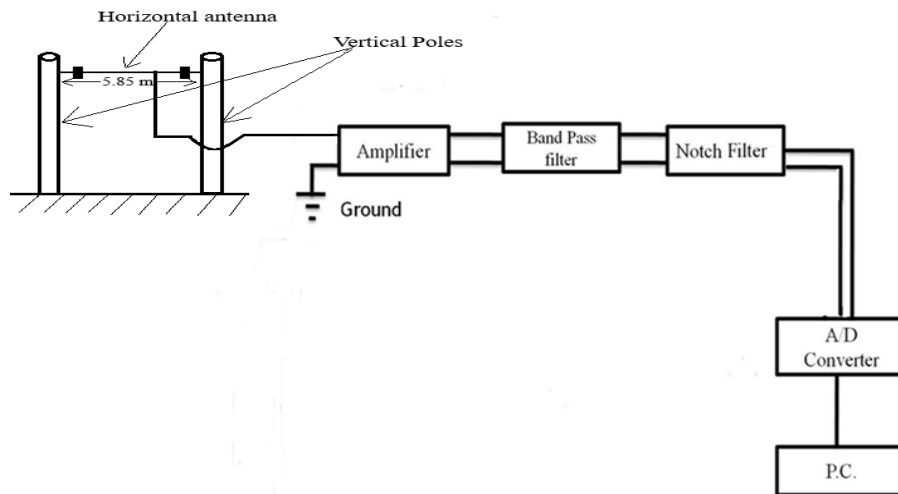 Horizontal antenna
Vertical Poles
5.85 m
Amplifier
Band Pass
filter
Notch Filter
Ground
A/D
Converter
P.C.